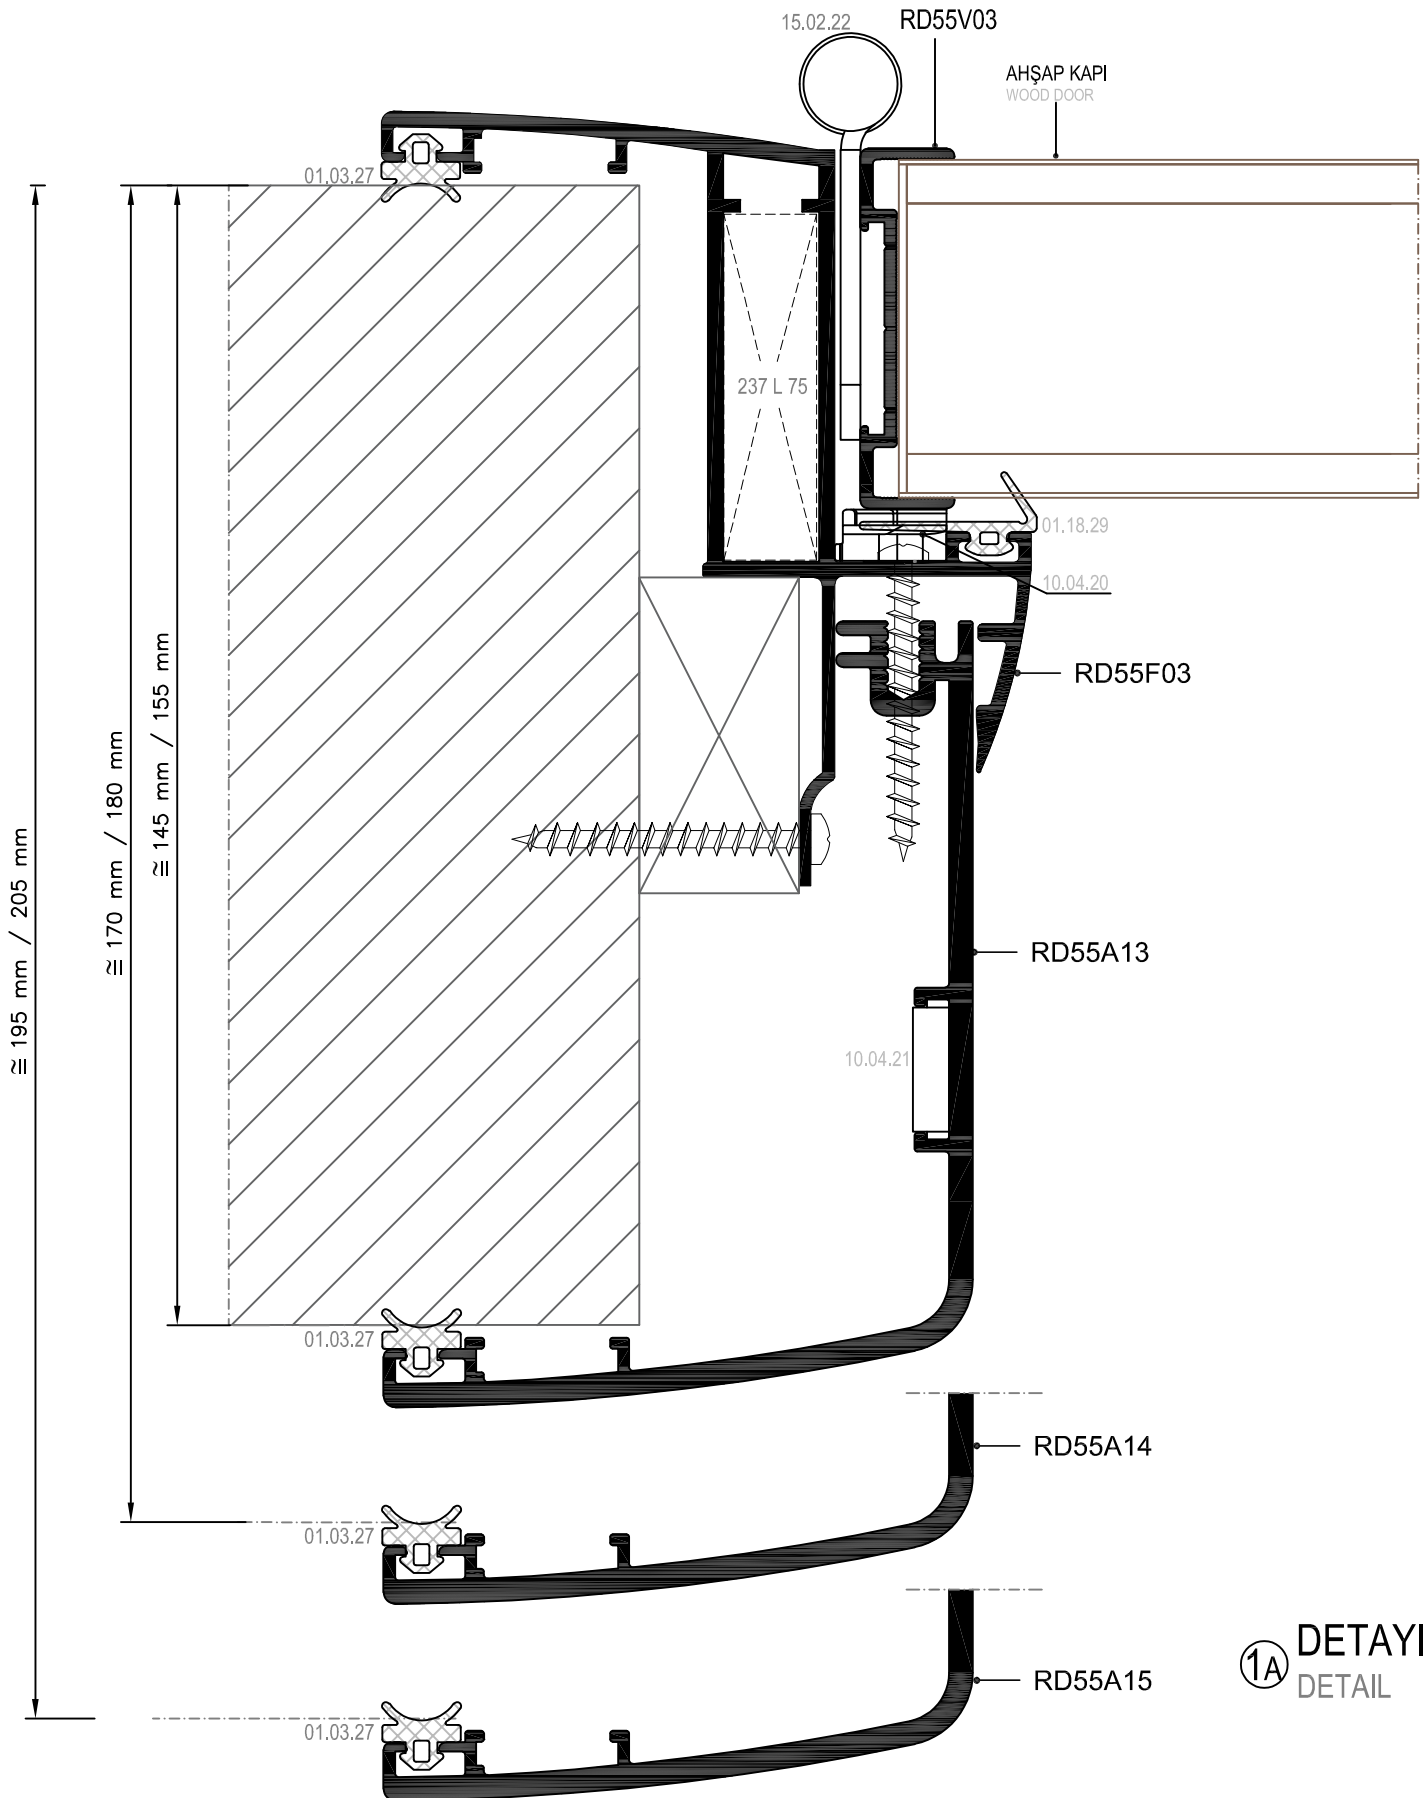 15.02.22
RD55V03
AHŞAP KAPI
WOOD DOOR
01.03.27
237 L 75
01.18.29
10.04.20
RD55F03
≅ 145 mm / 155 mm
≅ 170 mm / 180 mm
≅ 195 mm / 205 mm
RD55A13
10.04.21
01.03.27
RD55A14
01.03.27
RD55A15
01.03.27
1A DETAYI
DETAIL